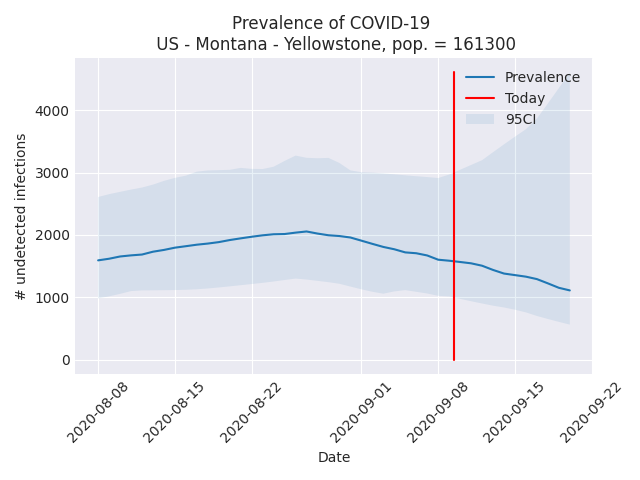 Prevalence of COVID-19
US - Montana - Yellowstone, pop. = 161300
Prevalence
Today
95CI
# undetected infections
4000
3000
2000
1000
0
2020-08-08
2020-08-15
2020-08-22
2020-09-01
2020-09-08
2020-09-15
2020-09-22
Date